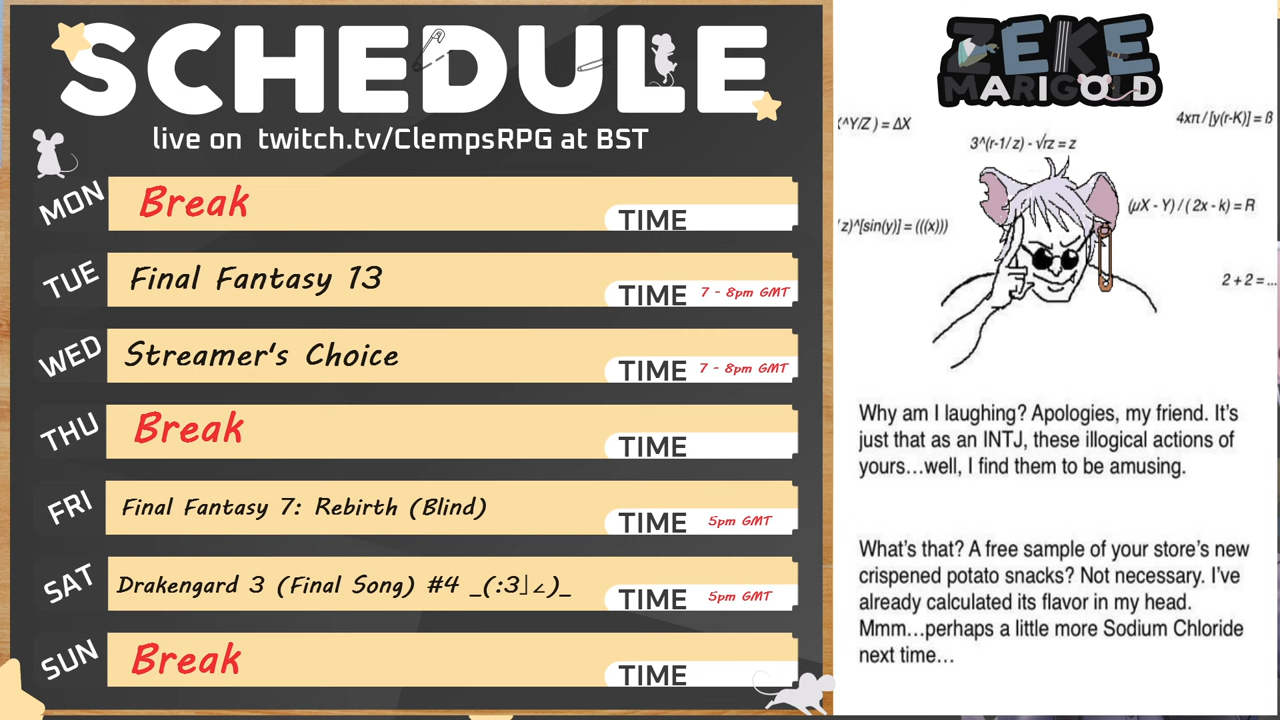 SCHEDULE
live on twitch.tv/ClempsRPG at BST
MON Break TIME
TUE Final Fantasy 13 TIME 7 - 8pm GMT
WED Streamer's Choice TIME 7 - 8pm GMT
THU Break TIME
FRI Final Fantasy 7: Rebirth (Blind) TIME 5pm GMT
SAT Drakengard 3 (Final Song) #4 _(:3」∠)_ TIME 5pm GMT
SUN Break TIME
ZEKE
MARIGOLD
(^Y/Z ) = ΔX
4xπ / [y(r-K)] = ß
3^(r-1/z) - √rz = z
(µX - Y) / ( 2x - k) = R
z)^[sin(y)] = (((x)))
2 + 2 = ...
Why am I laughing? Apologies, my friend. It's
just that as an INTJ, these illogical actions of
yours…well, I find them to be amusing.
What's that? A free sample of your store's new
crispened potato snacks? Not necessary. I've
already calculated its flavor in my head.
Mmm…perhaps a little more Sodium Chloride
next time…